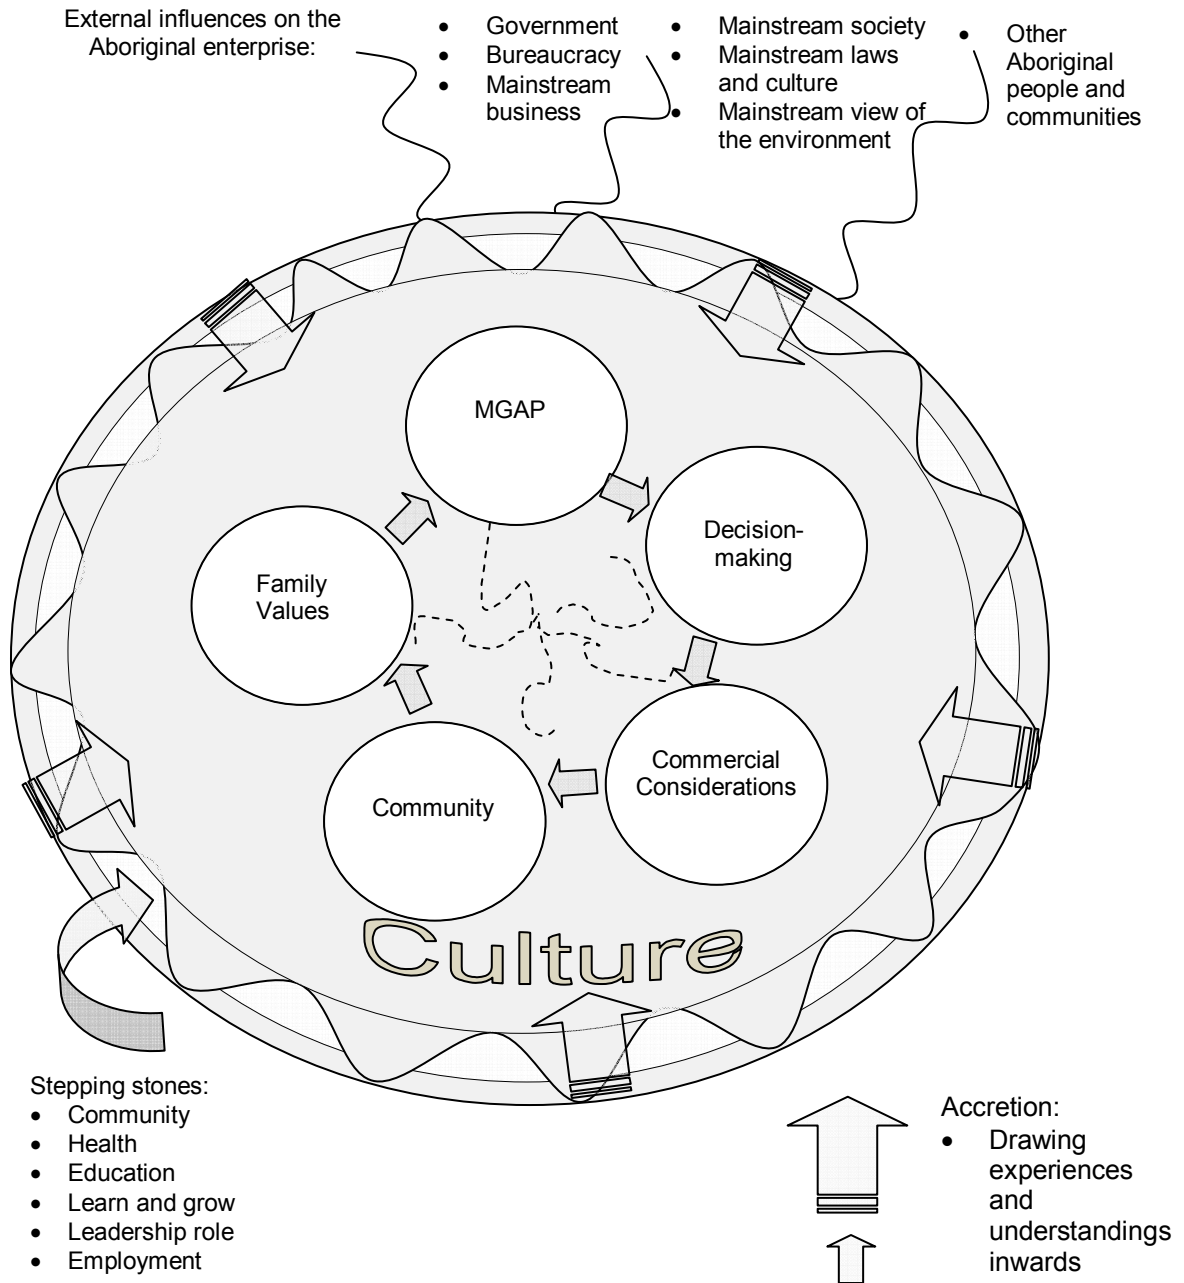 External influences on the
Aboriginal enterprise:
• Government
• Bureaucracy
• Mainstream
business
• Mainstream society
• Mainstream laws
and culture
• Mainstream view of
the environment
• Other
Aboriginal
people and
communities
MGAP
Decision-
making
Family
Values
Commercial
Considerations
Community
Culture
Stepping stones:
• Community
• Health
• Education
• Learn and grow
• Leadership role
• Employment
Accretion:
• Drawing
experiences
and
understandings
inwards